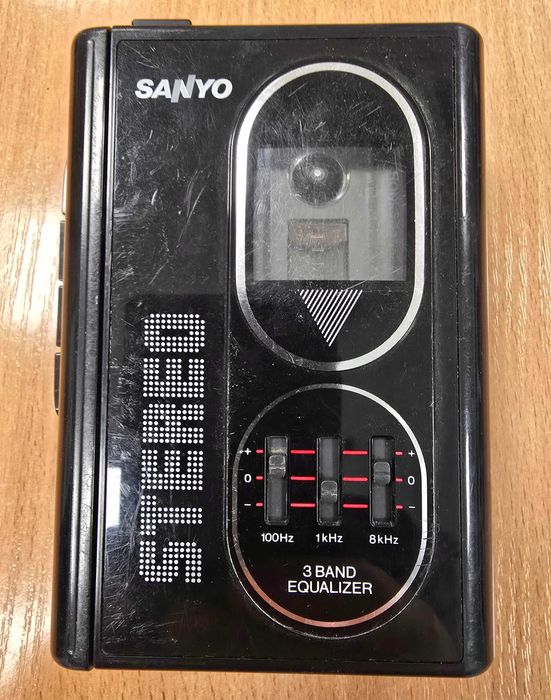 SANYO
STEREO
+ +
0 0
- -
100Hz 1kHz 8kHz
3 BAND
EQUALIZER